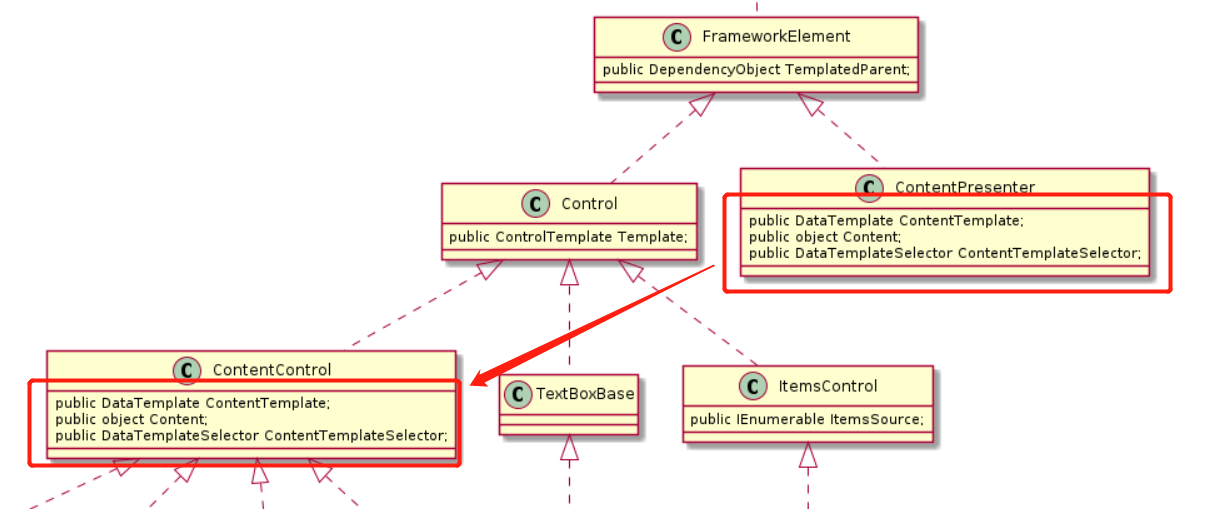 C FrameworkElement
public DependencyObject TemplatedParent;
C Control
public ControlTemplate Template;
C ContentPresenter
public DataTemplate ContentTemplate;
public object Content;
public DataTemplateSelector ContentTemplateSelector;
C ContentControl
public DataTemplate ContentTemplate;
public object Content;
public DataTemplateSelector ContentTemplateSelector;
C TextBoxBase
C ItemsControl
public IEnumerable ItemsSource;